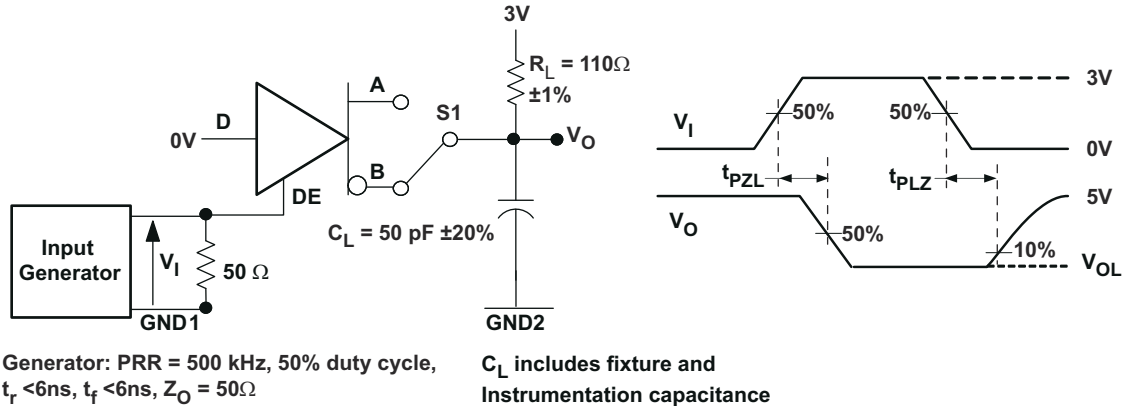 3V
R_L = 110Ω
±1%
A
S1
D
0V
B
V_O
DE
C_L = 50 pF ±20%
Input
Generator
V_I
50 Ω
GND1
GND2
3V
50%
50%
V_I
0V
t_PZL
t_PLZ
5V
V_O
50%
10%
V_OL
Generator: PRR = 500 kHz, 50% duty cycle,
t_r <6ns, t_f <6ns, Z_O = 50Ω
C_L includes fixture and
Instrumentation capacitance